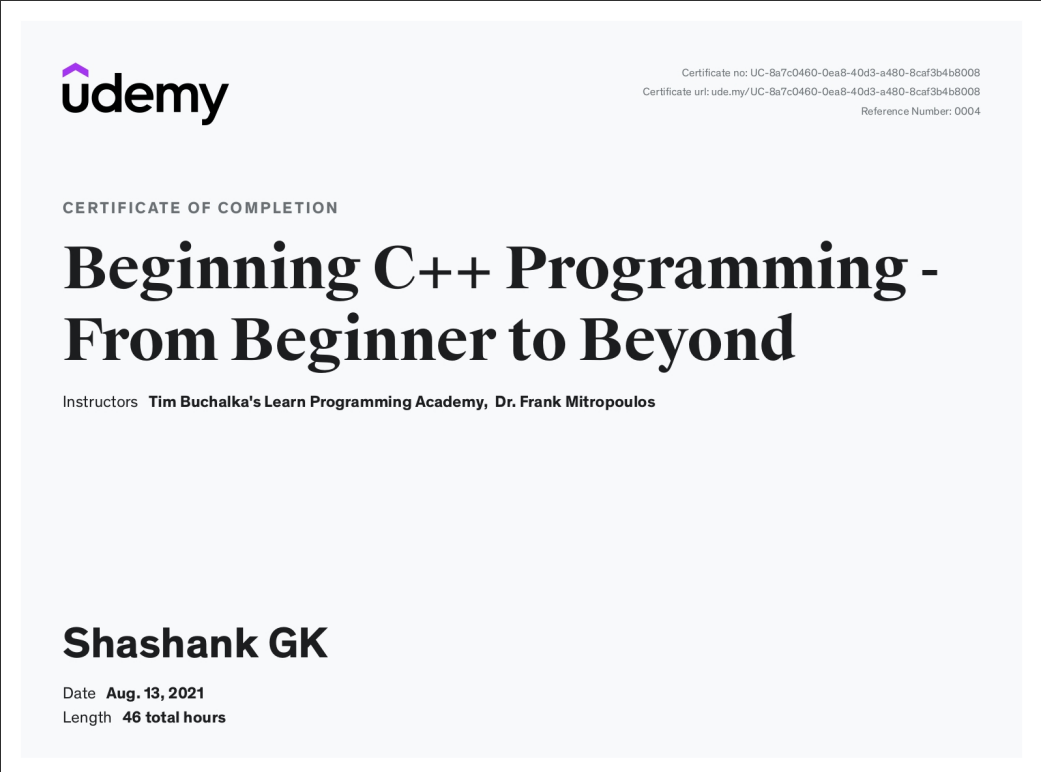 udemy
Certificate no: UC-8a7c0460-0ea8-40d3-a480-8caf3b4b8008
Certificate url: ude.my/UC-8a7c0460-0ea8-40d3-a480-8caf3b4b8008
Reference Number: 0004
CERTIFICATE OF COMPLETION
Beginning C++ Programming -
From Beginner to Beyond
Instructors Tim Buchalka's Learn Programming Academy, Dr. Frank Mitropoulos
Shashank GK
Date Aug. 13, 2021
Length 46 total hours